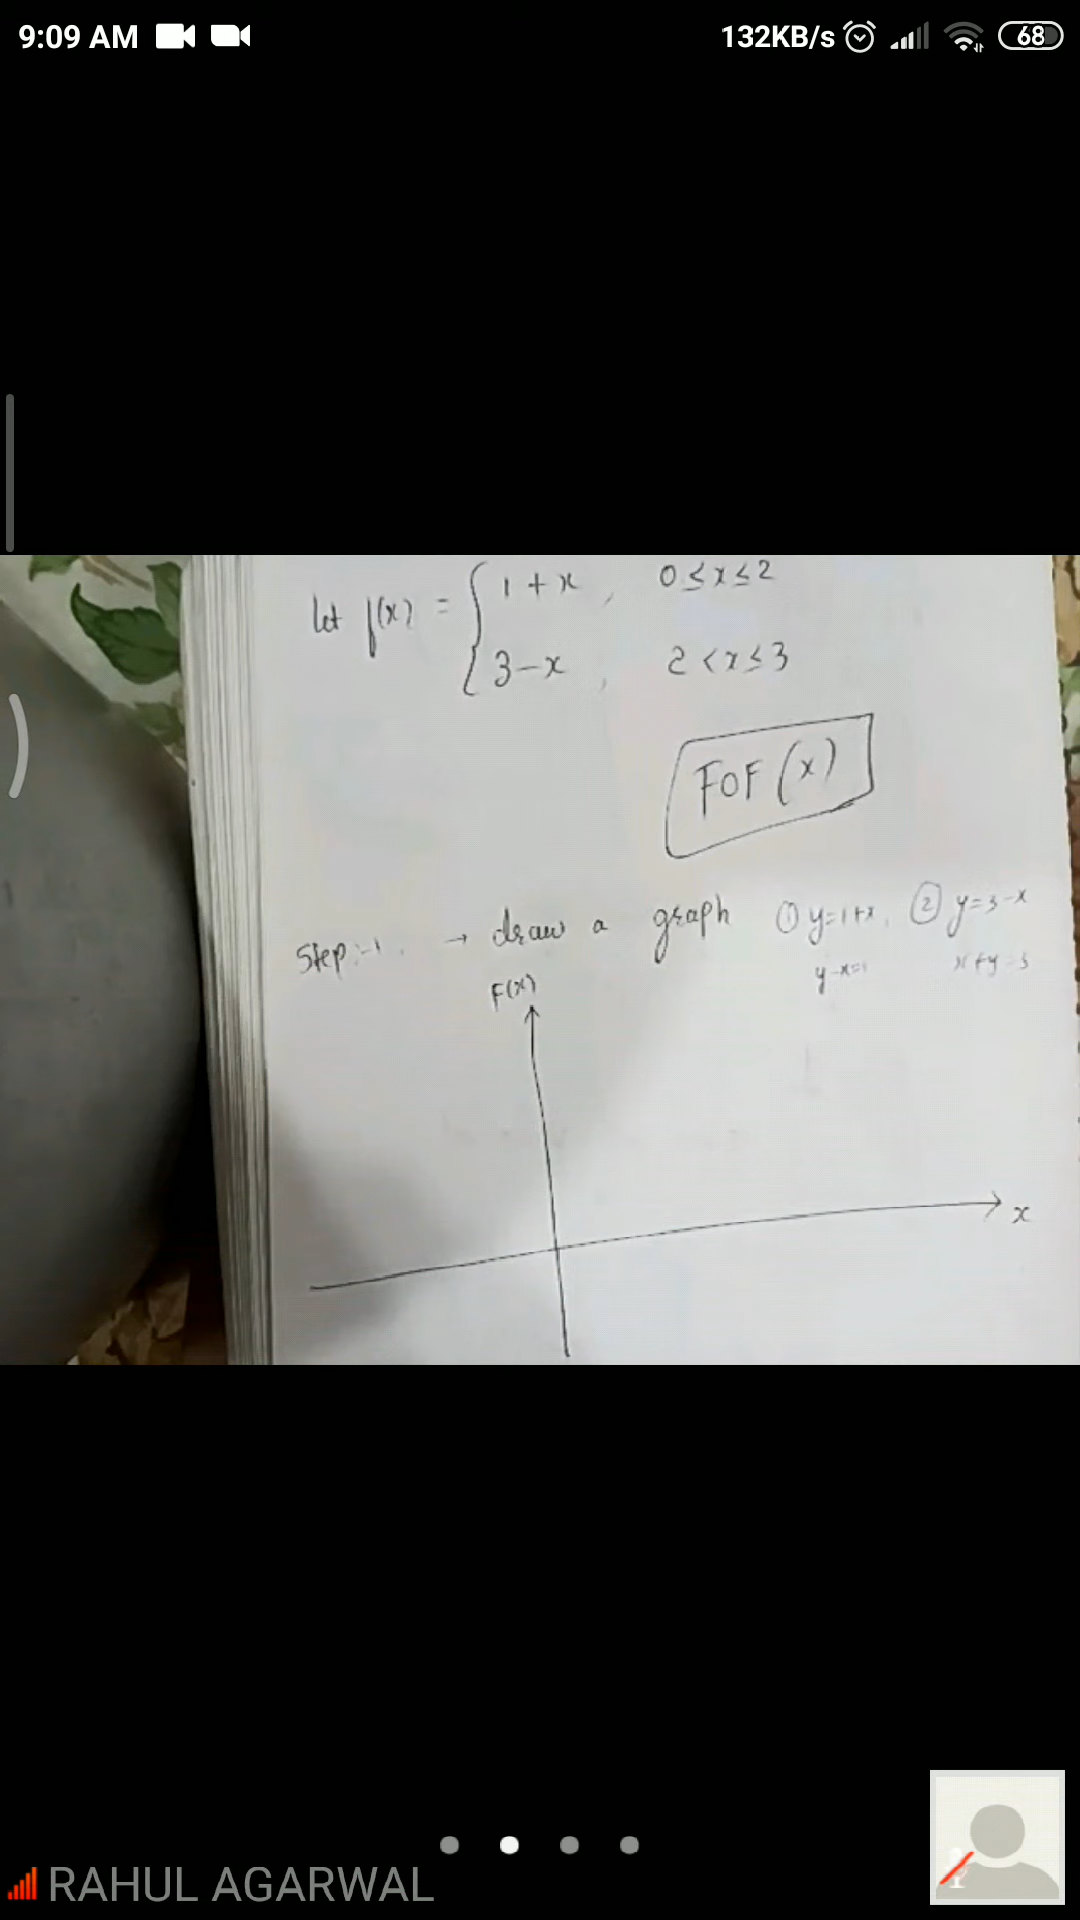 9:09 AM 132KB/s 68
let f(x) = { 1 + x , 0 ≤ x ≤ 2
3 - x , 2 < x ≤ 3
FOF (x)
Step:-1. → draw a graph ① y=1+x, ② y=3-x
y-x=1 x+y=3
F(x)
x
RAHUL AGARWAL